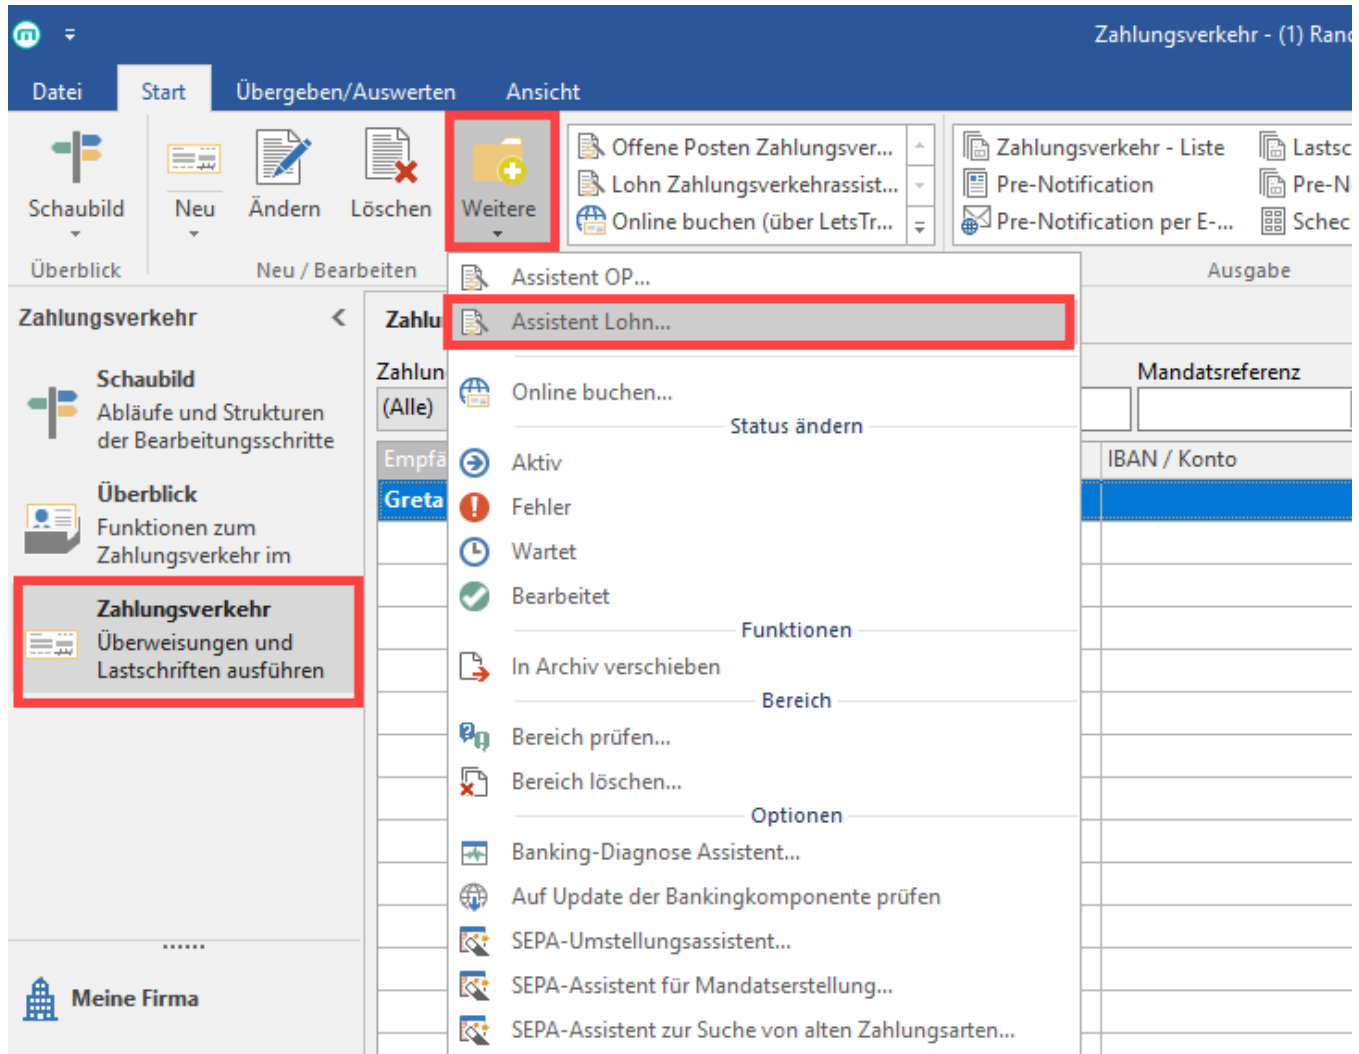 Zahlungsverkehr - (1) Rand
Datei
Start
Übergeben/Auswerten
Ansicht
Schaubild
Neu
Ändern
Löschen
Weitere
Offene Posten Zahlungsver...
Lohn Zahlungsverkehrassist...
Online buchen (über LetsTr...
Zahlungsverkehr - Liste
Pre-Notification
Pre-Notification per E-...
Lastsc
Pre-N
Schec
Überblick
Neu / Bearbeiten
Ausgabe
Zahlungsverkehr
Schaubild
Abläufe und Strukturen
der Bearbeitungsschritte
Überblick
Funktionen zum
Zahlungsverkehr im
Zahlungsverkehr
Überweisungen und
Lastschriften ausführen
Meine Firma
Zahlu
Zahlun
(Alle)
Empfä
Greta
Assistent OP...
Assistent Lohn...
Online buchen...
Status ändern
Aktiv
Fehler
Wartet
Bearbeitet
Funktionen
In Archiv verschieben
Bereich
Bereich prüfen...
Bereich löschen...
Optionen
Banking-Diagnose Assistent...
Auf Update der Bankingkomponente prüfen
SEPA-Umstellungsassistent...
SEPA-Assistent für Mandatserstellung...
SEPA-Assistent zur Suche von alten Zahlungsarten...
Mandatsreferenz
IBAN / Konto